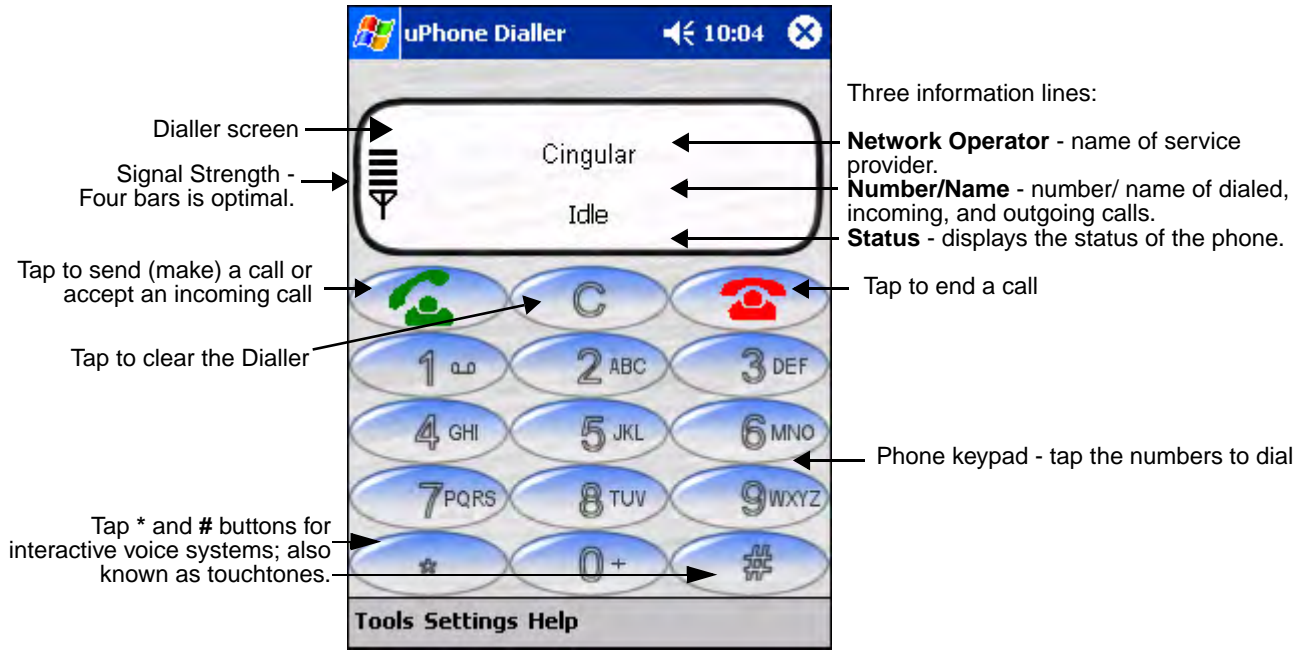 uPhone Dialler 10:04
Dialler screen
Signal Strength -
Four bars is optimal.
Tap to send (make) a call or
accept an incoming call
Tap to clear the Dialler
Tap * and # buttons for
interactive voice systems; also
known as touchtones.
Cingular
Idle
C
1
2 ABC
3 DEF
4 GHI
5 JKL
6 MNO
7 PQRS
8 TUV
9 WXYZ
*
0 +
#
Tools Settings Help
Three information lines:
Network Operator - name of service
provider.
Number/Name - number/ name of dialed,
incoming, and outgoing calls.
Status - displays the status of the phone.
Tap to end a call
Phone keypad - tap the numbers to dial